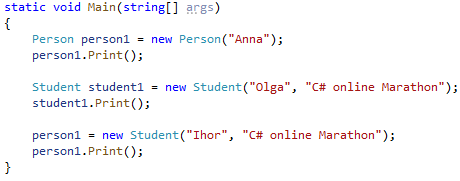 static void Main(string[] args)
{
    Person person1 = new Person("Anna");
    person1.Print();

    Student student1 = new Student("Olga", "C# online Marathon");
    student1.Print();

    person1 = new Student("Ihor", "C# online Marathon");
    person1.Print();
}